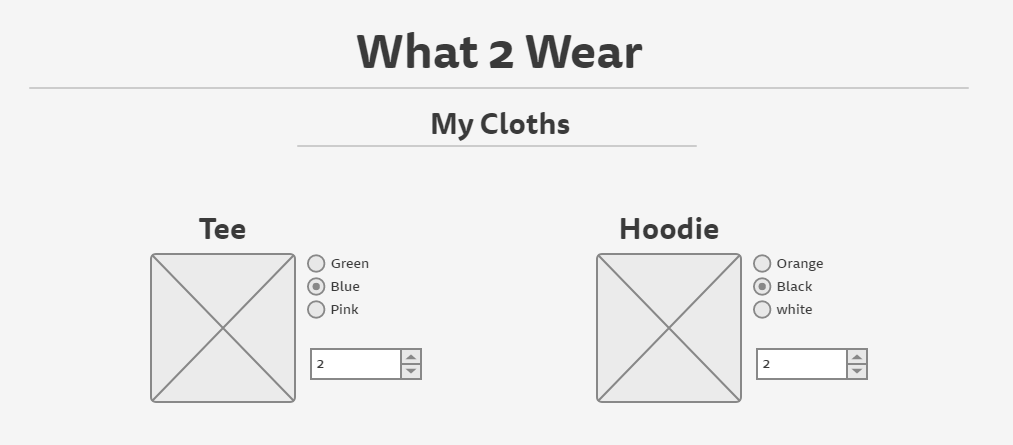 What 2 Wear
My Cloths
Tee
Green
Blue
Pink
2
Hoodie
Orange
Black
white
2